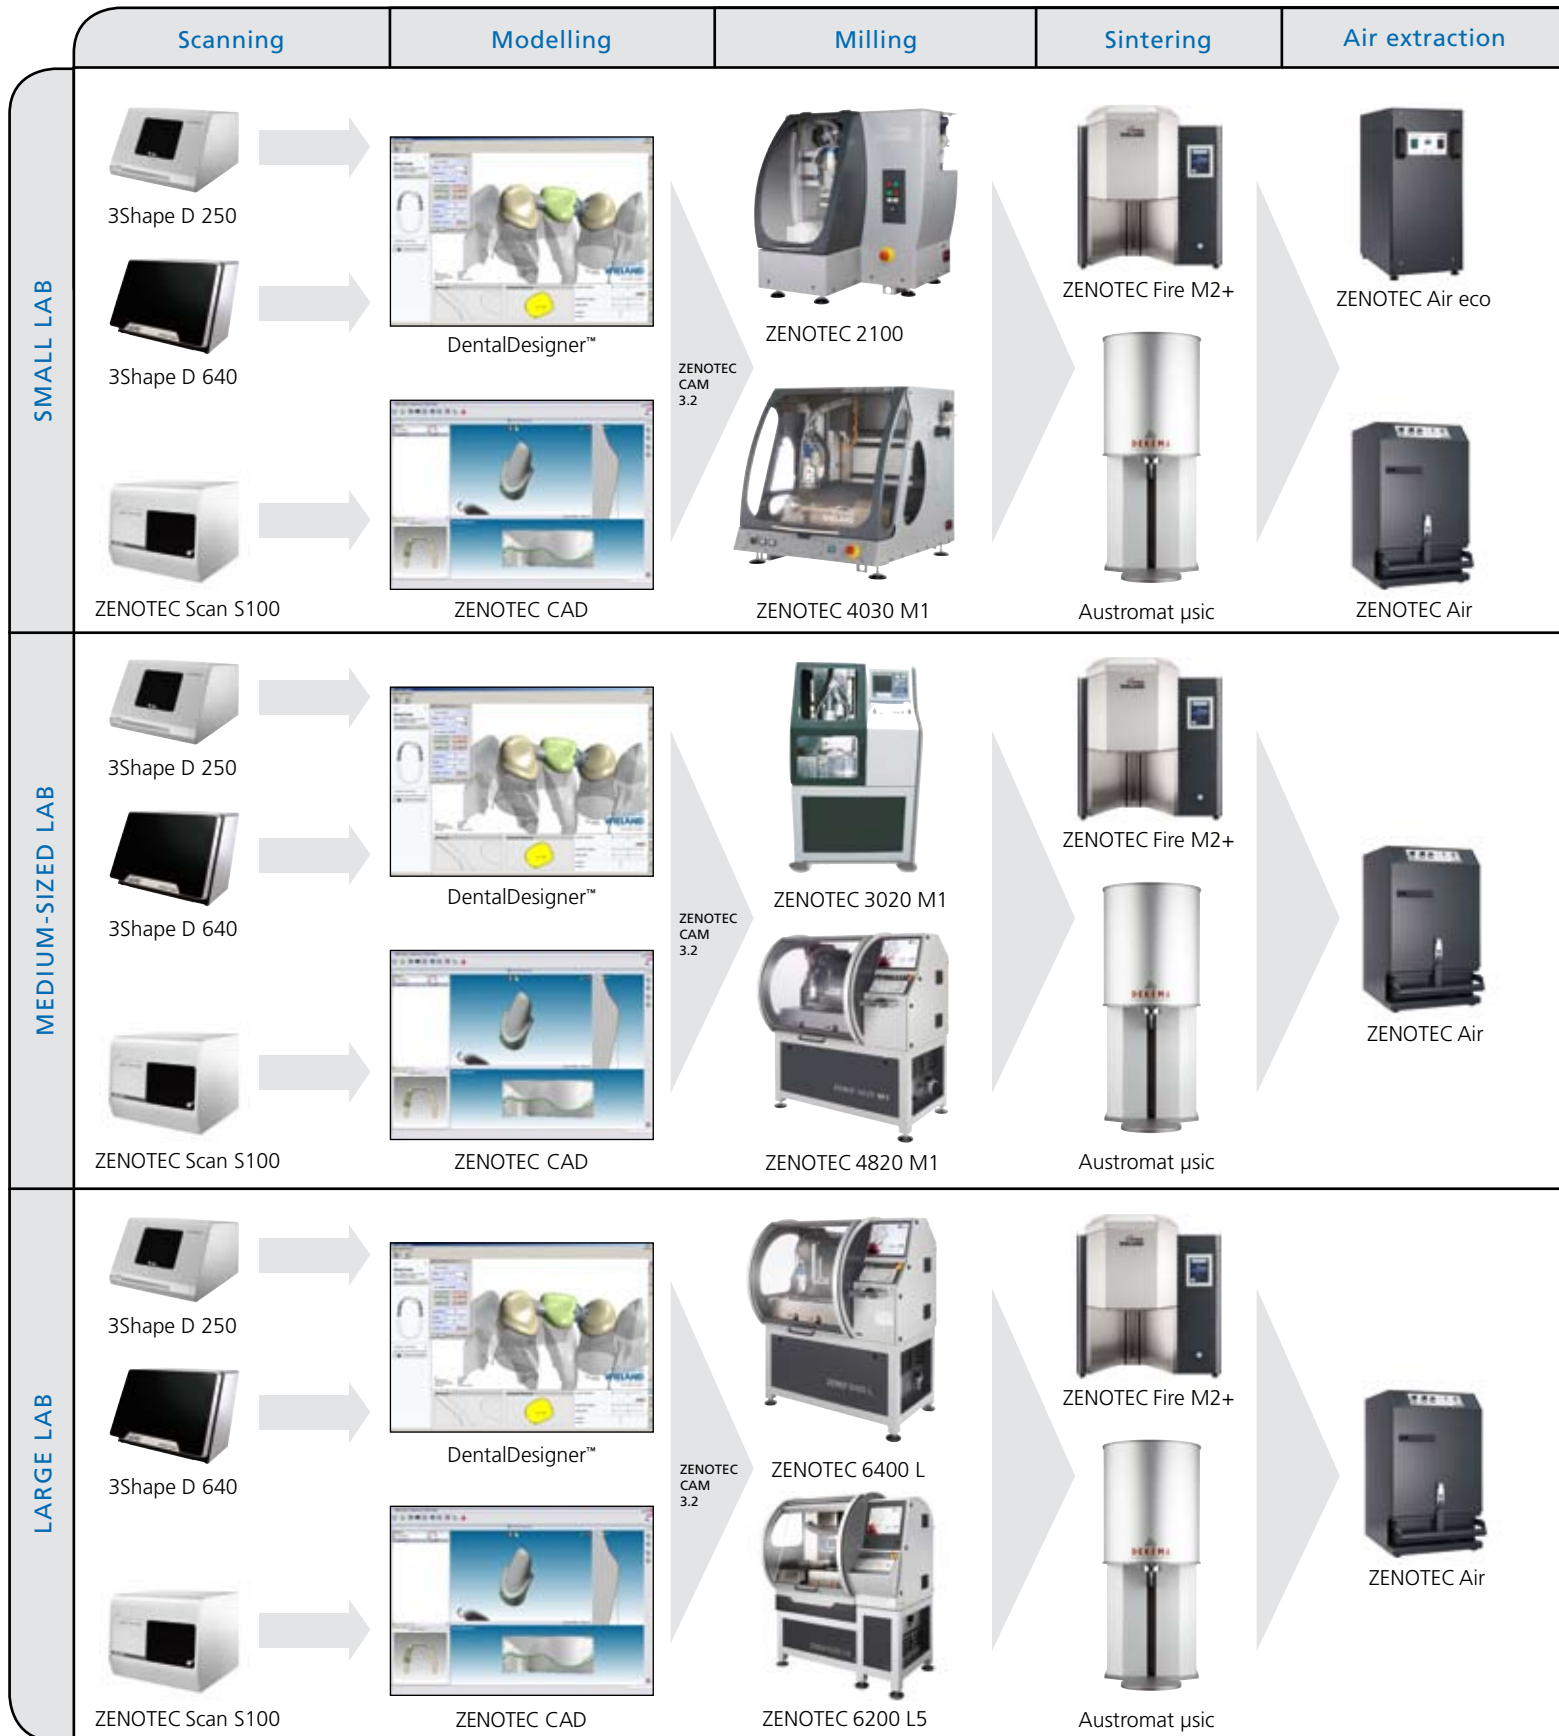 Scanning
Modelling
Milling
Sintering
Air extraction
SMALL LAB
3Shape D 250
3Shape D 640
ZENOTEC Scan S100
DentalDesigner™
ZENOTEC CAD
ZENOTEC
CAM
3.2
ZENOTEC 2100
ZENOTEC 4030 M1
ZENOTEC Fire M2+
DEKEMA
Austromat µsic
ZENOTEC Air eco
ZENOTEC Air
MEDIUM-SIZED LAB
3Shape D 250
3Shape D 640
ZENOTEC Scan S100
DentalDesigner™
ZENOTEC CAD
ZENOTEC
CAM
3.2
ZENOTEC 3020 M1
ZENOTEC 4820 M1
ZENOTEC Fire M2+
DEKEMA
Austromat µsic
ZENOTEC Air
LARGE LAB
3Shape D 250
3Shape D 640
ZENOTEC Scan S100
DentalDesigner™
ZENOTEC CAD
ZENOTEC
CAM
3.2
ZENOTEC 6400 L
ZENOTEC 6200 L5
ZENOTEC Fire M2+
DEKEMA
Austromat µsic
ZENOTEC Air